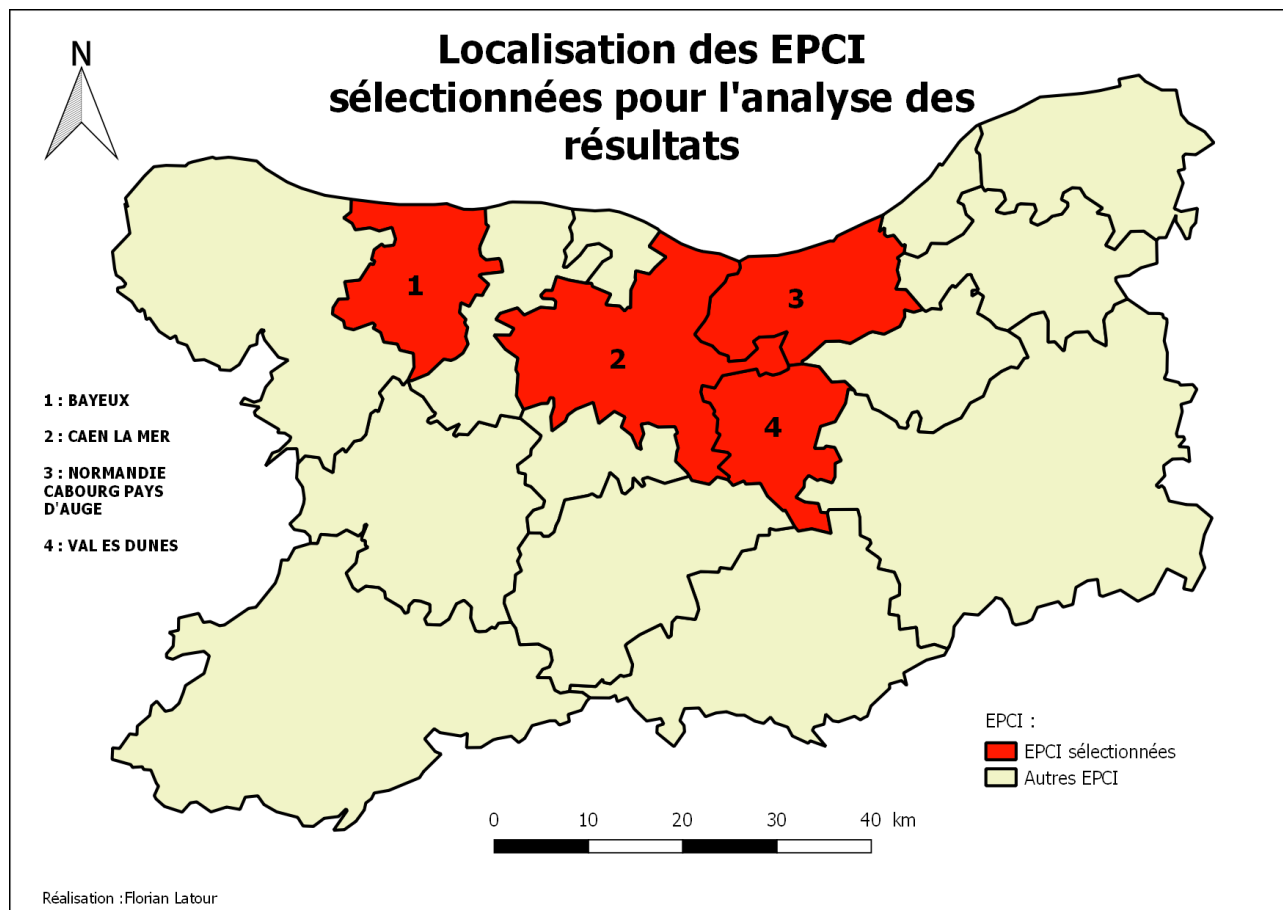 N
Localisation des EPCI
sélectionnées pour l'analyse des
résultats
1
2
3
4
1 : BAYEUX
2 : CAEN LA MER
3 : NORMANDIE
CABOURG PAYS
D'AUGE
4 : VAL ES DUNES
EPCI :
EPCI sélectionnées
Autres EPCI
0 10 20 30 40 km
Réalisation :Florian Latour